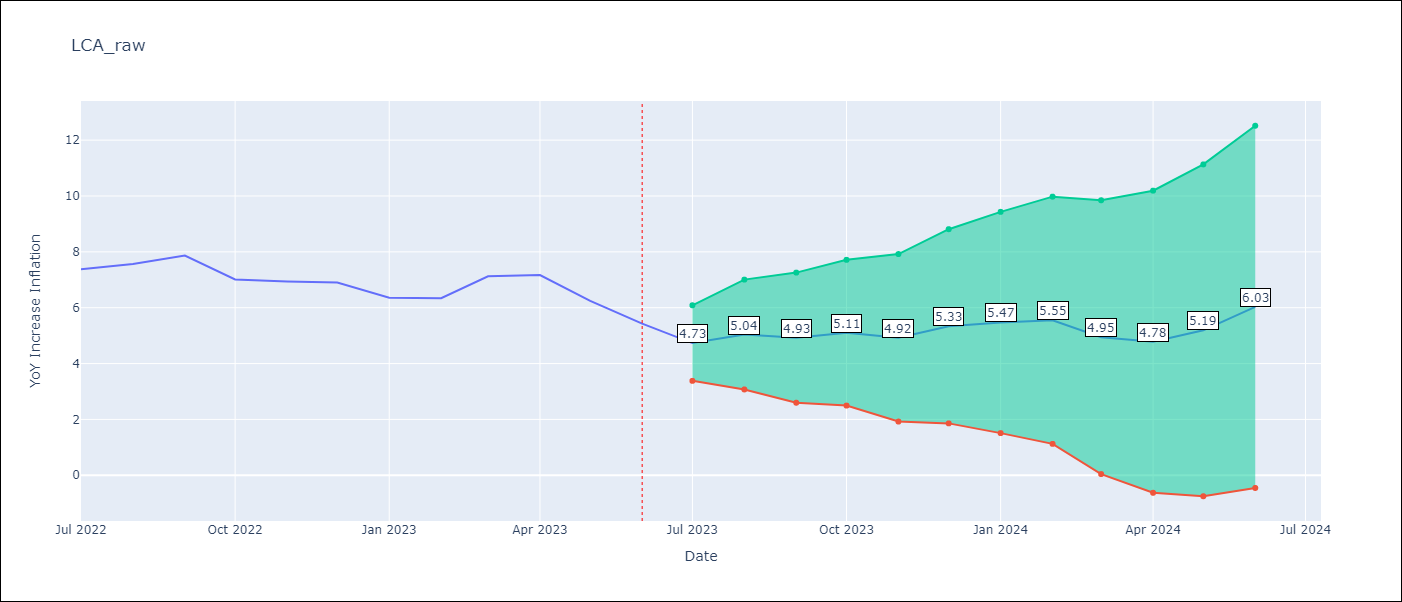 LCA_raw
YoY Increase Inflation
12
10
8
6
4
2
0
4.73
5.04
4.93
5.11
4.92
5.33
5.47
5.55
4.95
4.78
5.19
6.03
Jul 2022
Oct 2022
Jan 2023
Apr 2023
Jul 2023
Oct 2023
Jan 2024
Apr 2024
Jul 2024
Date